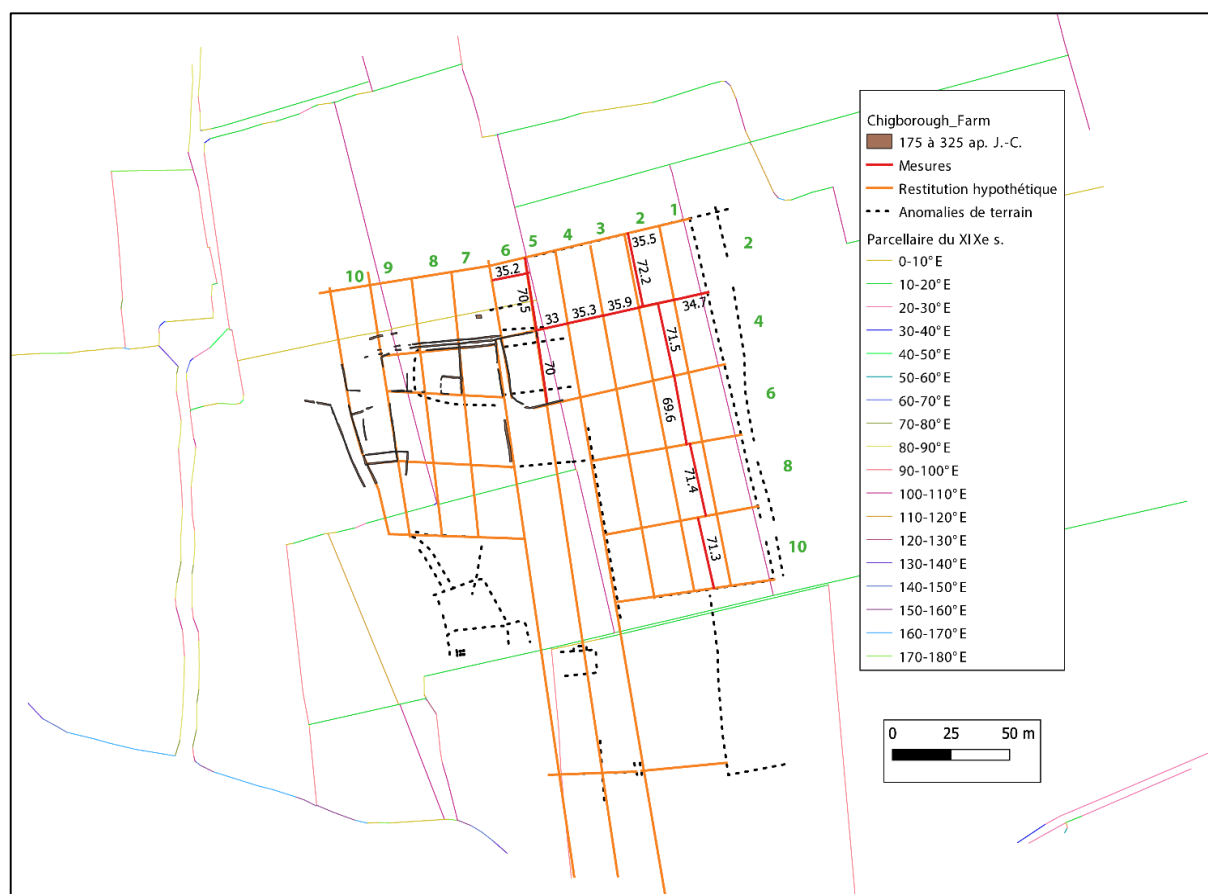 Chigborough_Farm
175 à 325 ap. J.-C.
Mesures
Restitution hypothétique
Anomalies de terrain
Parcellaire du XIXe s.
0-10°E
10-20°E
20-30°E
30-40°E
40-50°E
50-60°E
60-70°E
70-80°E
80-90°E
90-100°E
100-110°E
110-120°E
120-130°E
130-140°E
140-150°E
150-160°E
160-170°E
170-180°E
10 9 8 7 6 5 4 3 2 1
2
4
6
8
10
35.5
35.2
72.2
70.5
33 35.3 35.9
34.7
71.5
70
69.6
71.4
71.3
0 25 50 m